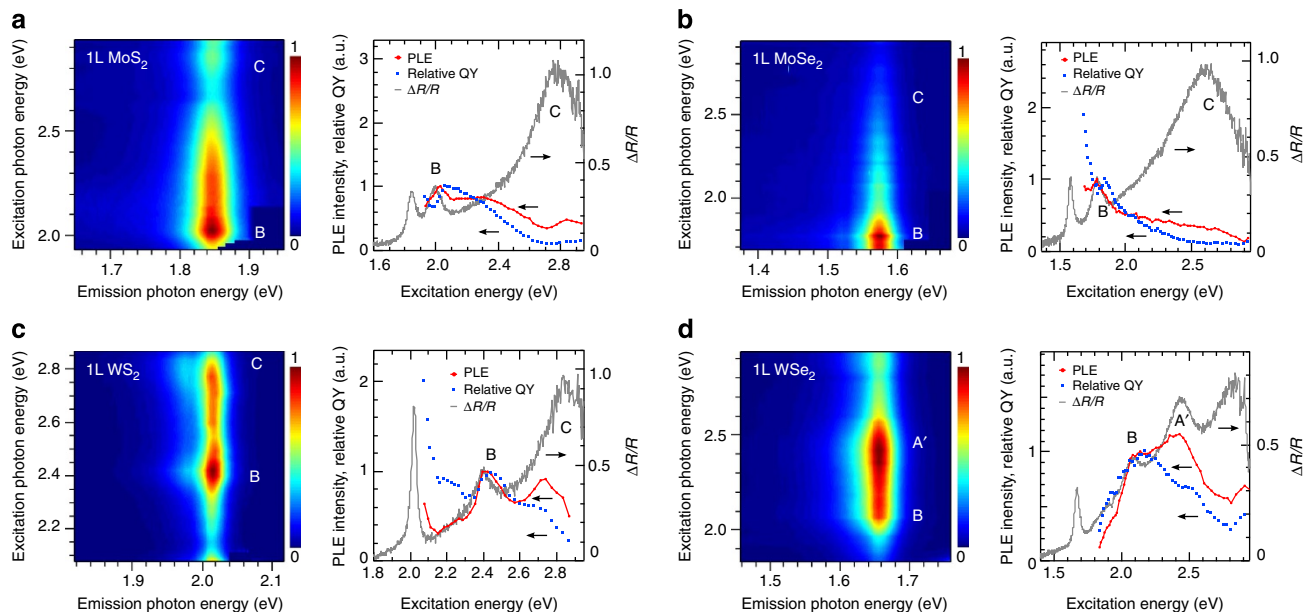 a
1L MoS2
C
B
Excitation photon energy (eV)
2.5
2.0
1.7
1.8
1.9
Emission photon energy (eV)
1
0
PLE inensity, relative QY (a.u.)
3
2
1
0
PLE
Relative QY
ΔR/R
B
C
1.0
0.5
0
ΔR/R
1.6
2.0
2.4
2.8
Excitation energy (eV)
b
1L MoSe2
C
B
Excitation photon energy (eV)
2.5
2.0
1.4
1.5
1.6
Emission photon energy (eV)
1
0
PLE inensity, relative QY (a.u.)
2
1
0
PLE
Relative QY
ΔR/R
B
C
1.0
0.5
0
ΔR/R
1.5
2.0
2.5
Excitation energy (eV)
c
1L WS2
C
B
Excitation photon energy (eV)
2.8
2.6
2.4
2.2
1.9
2.0
2.1
Emission photon energy (eV)
1
0
PLE intensity, relative QY (a.u.)
2
1
0
PLE
Relative QY
ΔR/R
B
C
1.0
0.5
0
ΔR/R
1.8
2.0
2.2
2.4
2.6
2.8
Excitation energy (eV)
d
1L WSe2
A′
B
Excitation photon energy (eV)
2.5
2.0
1.5
1.6
1.7
Emission photon energy (eV)
1
0
PLE intensity, relative QY (a.u.)
2
1
0
PLE
Relative QY
ΔR/R
B
A′
1.0
0.5
0
ΔR/R
1.5
2.0
2.5
Excitation energy (eV)